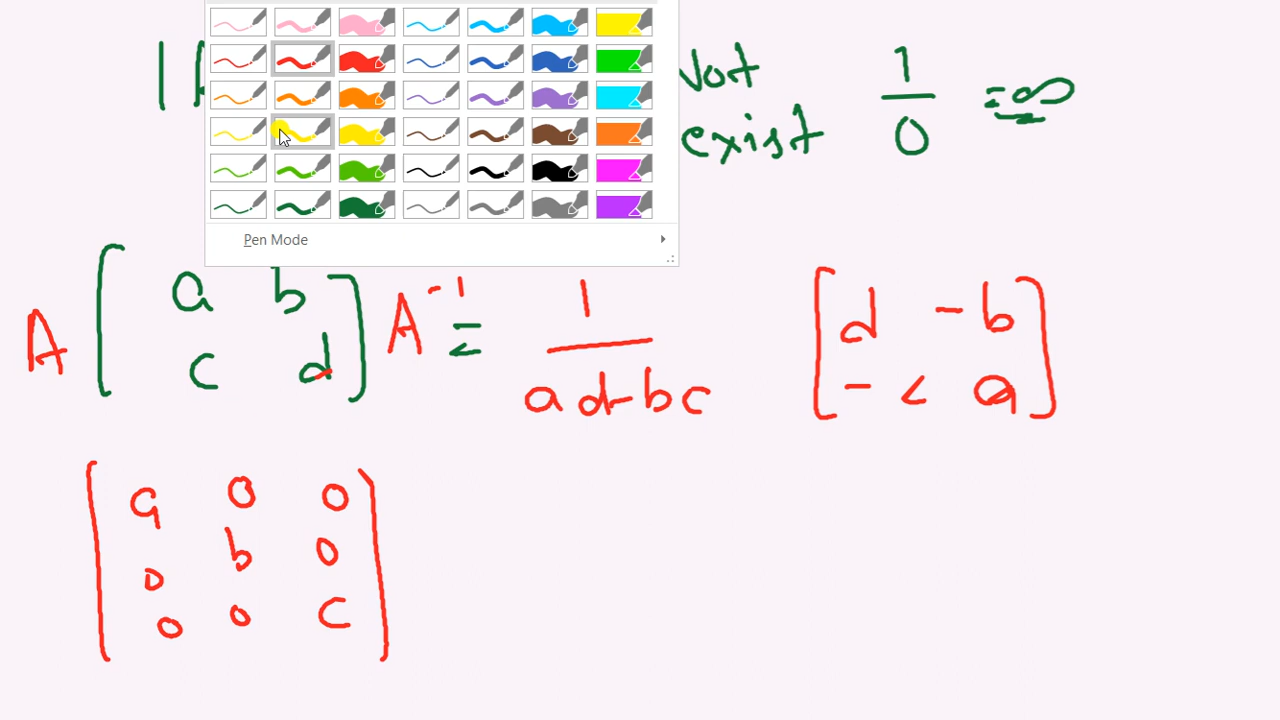 | A Not 1
exist 0 = ∞
Pen Mode
A [ a b ] A⁻¹ = 1 [ d -b ]
c d ad-bc - c a
a 0 0
0 b 0
0 0 c